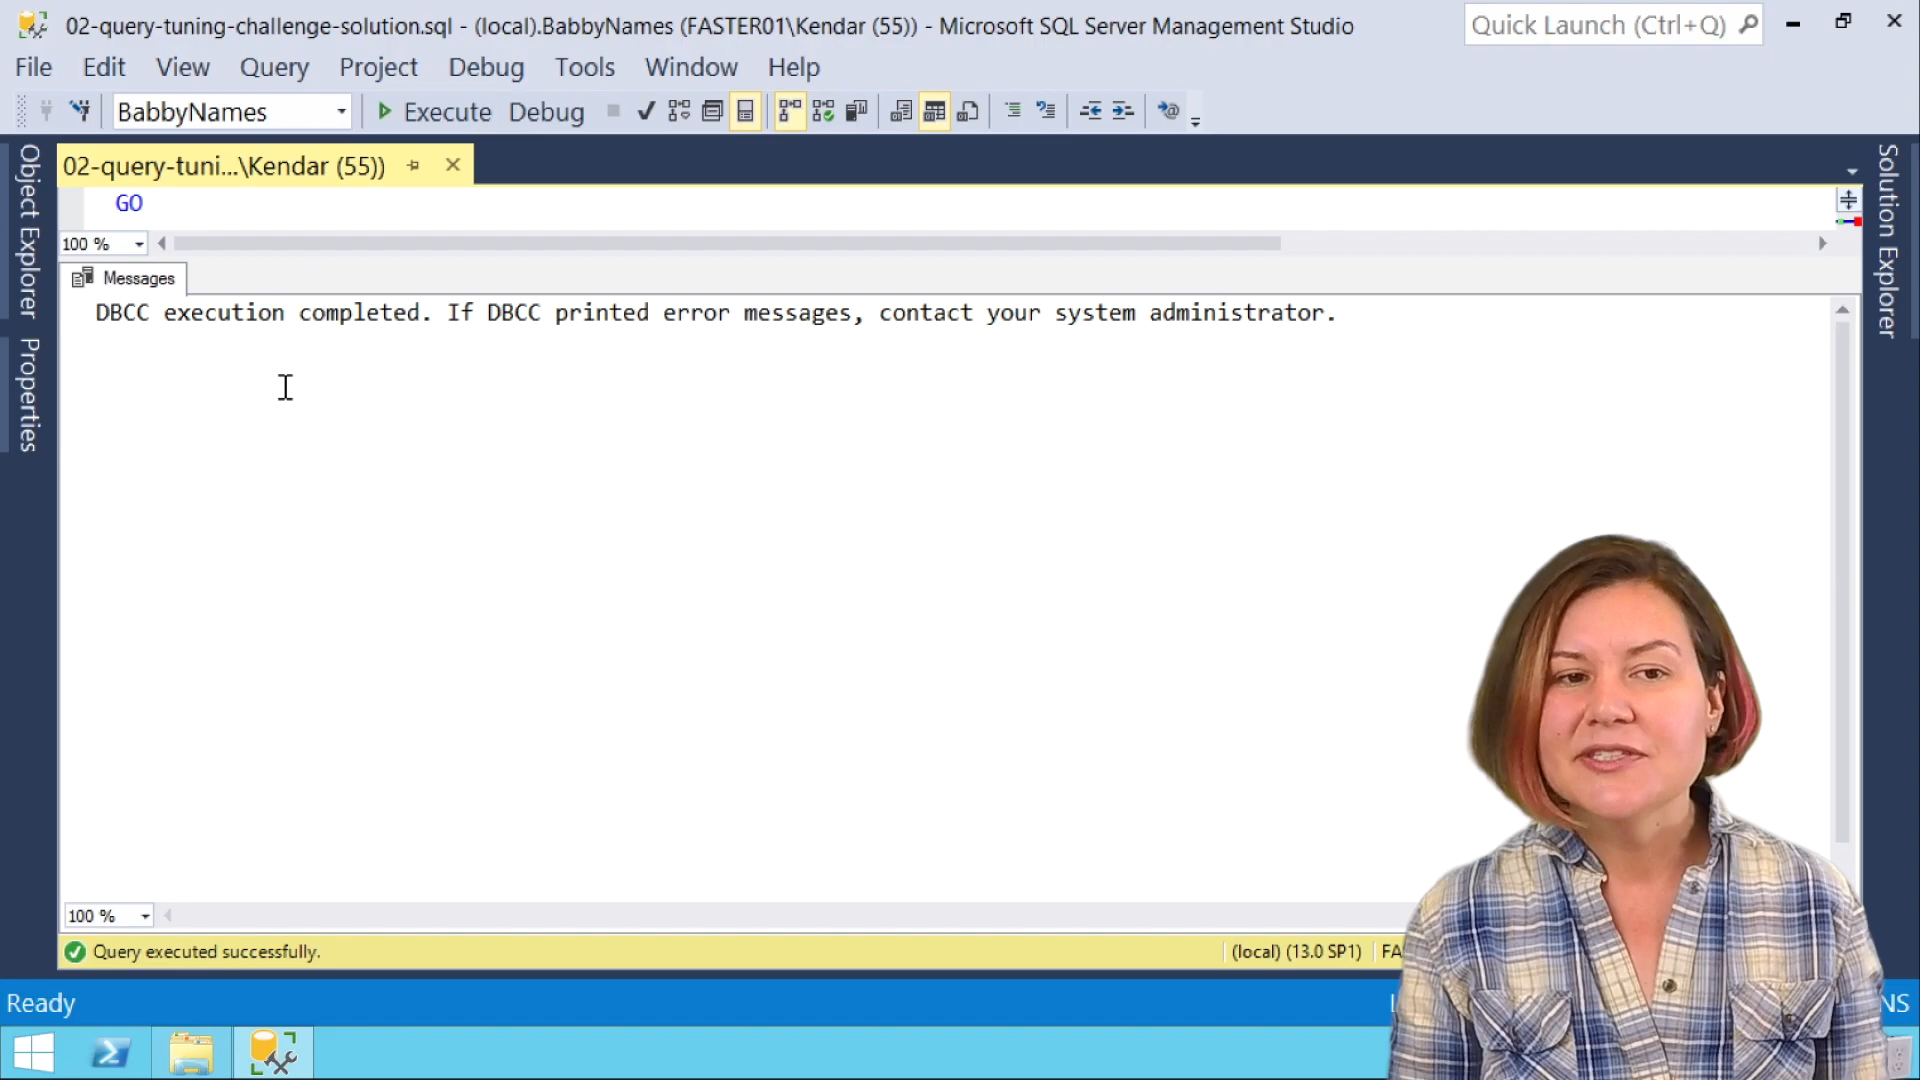 02-query-tuning-challenge-solution.sql - (local).BabbyNames (FASTER01\Kendar (55)) - Microsoft SQL Server Management Studio
Quick Launch (Ctrl+Q)
File Edit View Query Project Debug Tools Window Help
BabbyNames Execute Debug
Object Explorer
Properties
02-query-tuni...\Kendar (55))
Solution Explorer
GO
100 %
Messages
DBCC execution completed. If DBCC printed error messages, contact your system administrator.
100 %
Query executed successfully.
(local) (13.0 SP1)
FA
Ready
NS